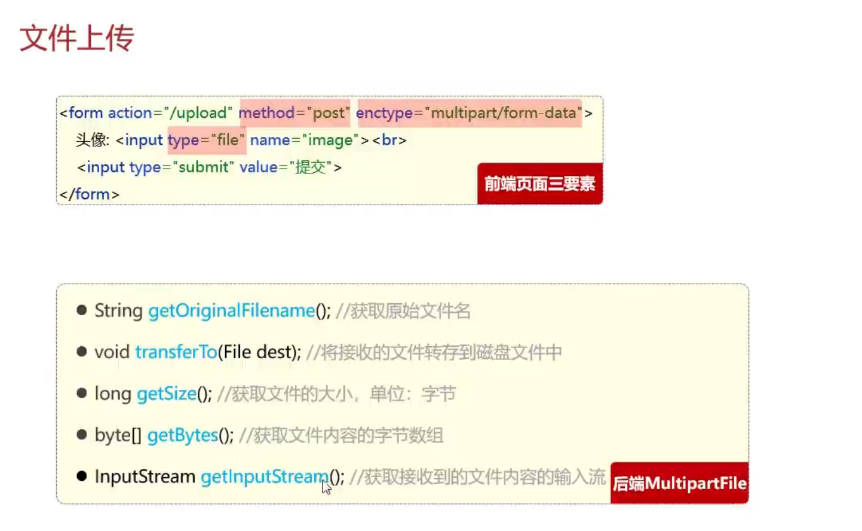 文件上传
<form action="/upload" method="post" enctype="multipart/form-data">
头像: <input type="file" name="image"><br>
<input type="submit" value="提交">
</form>
前端页面三要素
● String getOriginalFilename(); //获取原始文件名
● void transferTo(File dest); //将接收的文件转存到磁盘文件中
● long getSize(); //获取文件的大小，单位：字节
● byte[] getBytes(); //获取文件内容的字节数组
● InputStream getInputStream(); //获取接收到的文件内容的输入流
后端MultipartFile